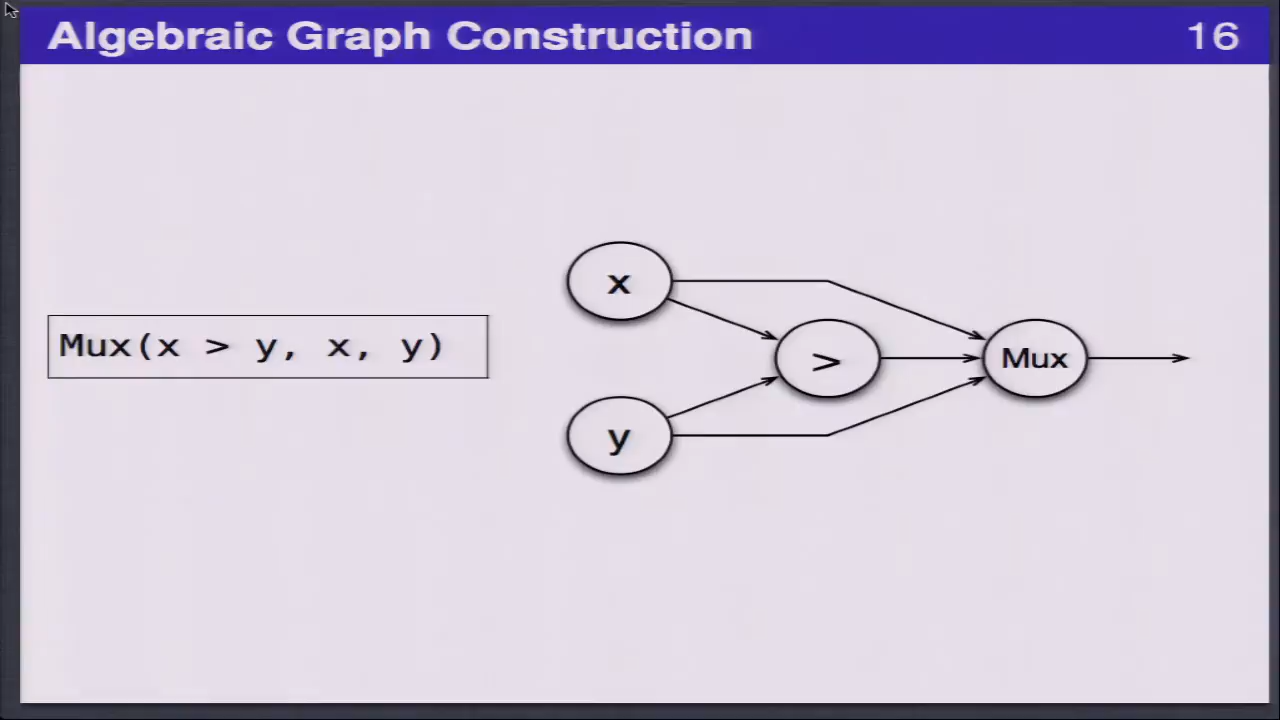 Algebraic Graph Construction 16
Mux(x > y, x, y)
x
>
Mux
y